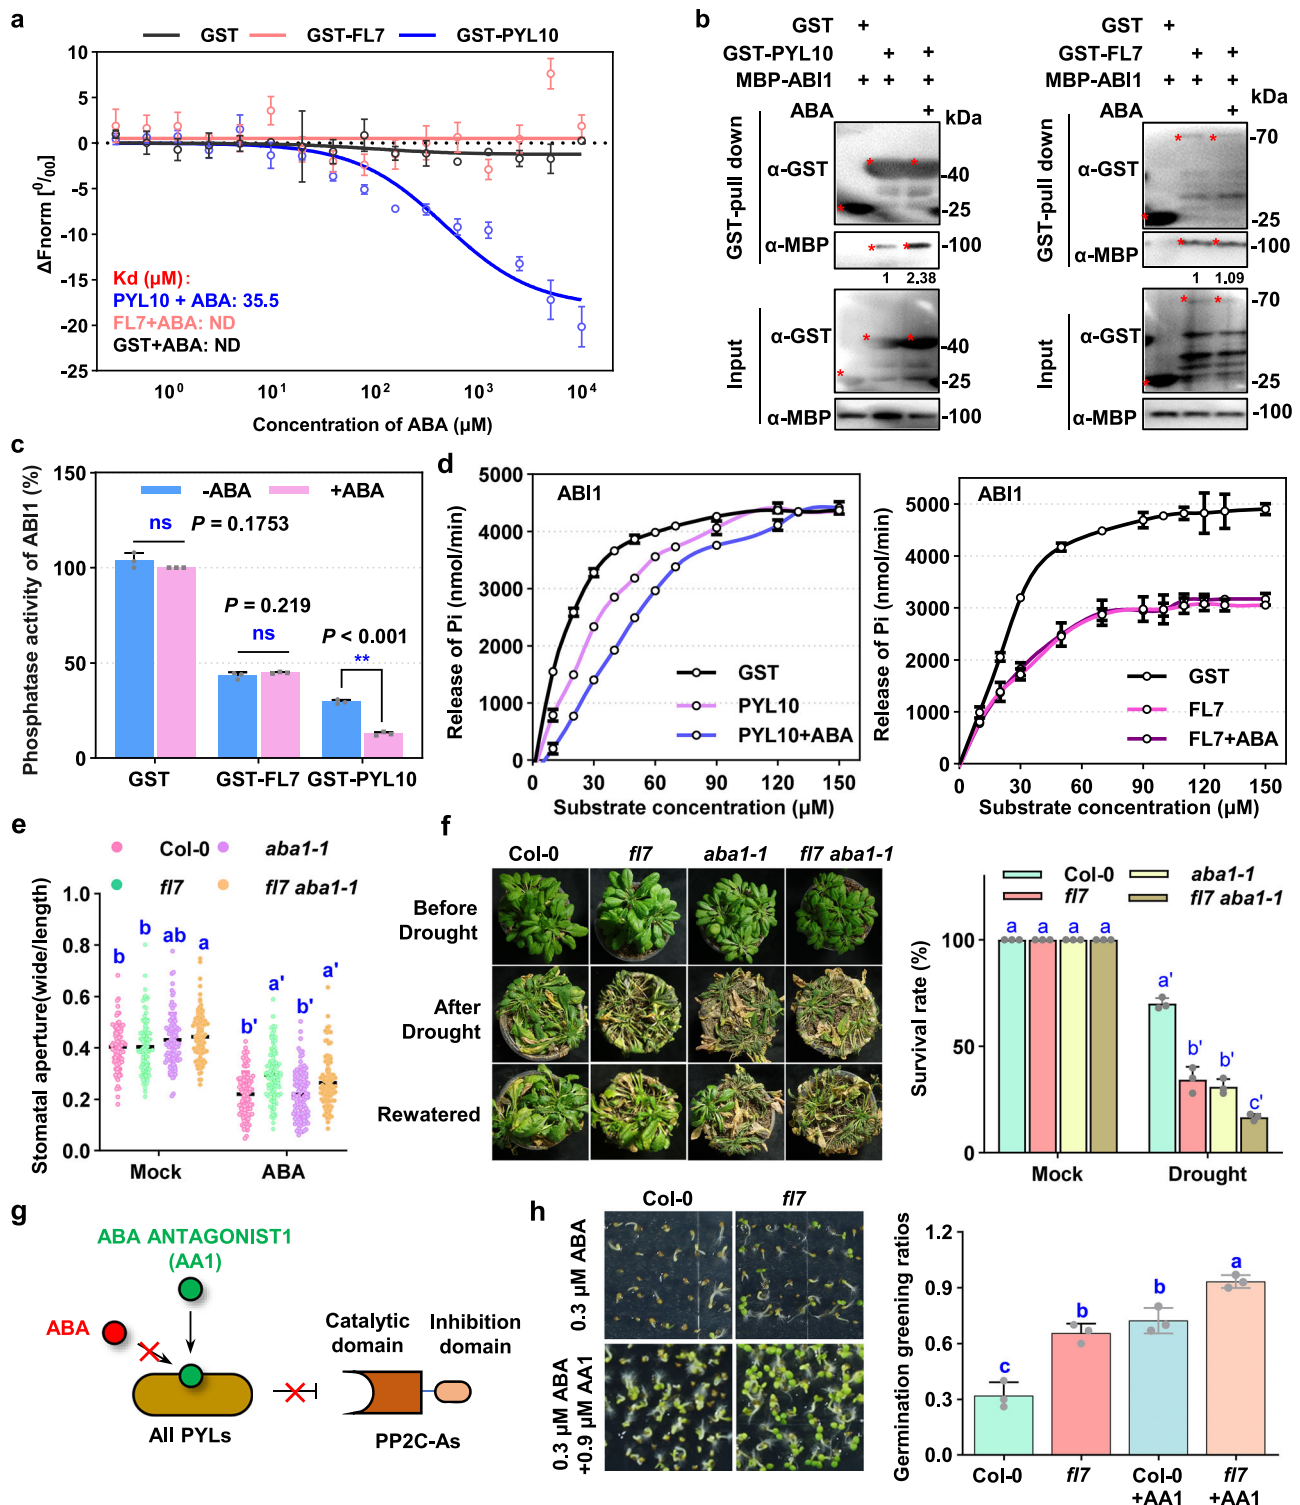 a
GST GST-FL7 GST-PYL10
10
5
0
-5
-10
-15
-20
-25
ΔFnorm [⁰/₀₀]
Kd (μM):
PYL10 + ABA: 35.5
FL7+ABA: ND
GST+ABA: ND
10⁰ 10¹ 10² 10³ 10⁴
Concentration of ABA (μM)
b
GST +
GST-PYL10 + +
MBP-ABI1 + + +
ABA + kDa
GST-pull down
α-GST
-40
-25
α-MBP
-100
1 2.38
Input
α-GST
-40
-25
α-MBP
-100
GST +
GST-FL7 + +
MBP-ABI1 + + +
kDa
ABA +
-70
GST-pull down
α-GST
-25
α-MBP
-100
1 1.09
-70
Input
α-GST
-25
α-MBP
-100
c
Phosphatase activity of ABI1 (%)
150
100
50
0
-ABA +ABA
ns P = 0.1753
P = 0.219
ns
P < 0.001
**
GST GST-FL7 GST-PYL10
d
Release of Pi (nmol/min)
5000
4000
3000
2000
1000
0
ABI1
GST
PYL10
PYL10+ABA
0 30 60 90 120 150
Substrate concentration (μM)
Release of Pi (nmol/min)
5000
4000
3000
2000
1000
0
ABI1
GST
FL7
FL7+ABA
0 30 60 90 120 150
Substrate concentration (μM)
e
Col-0 aba1-1
fl7 fl7 aba1-1
Stomatal aperture(wide/length)
1.0
0.8
0.6
0.4
0.2
0.0
b b ab a
b' a' b' a'
Mock ABA
f
Col-0 fl7 aba1-1 fl7 aba1-1
Before
Drought
After
Drought
Rewatered
Col-0 aba1-1
fl7 fl7 aba1-1
Survival rate (%)
100
50
0
a a a a
a'
b' b'
c'
Mock Drought
g
ABA ANTAGONIST1
(AA1)
ABA
All PYLs
Catalytic
domain
Inhibition
domain
PP2C-As
h
Col-0 fl7
0.3 μM ABA
0.3 μM ABA
+0.9 μM AA1
Germination greening ratios
1.2
0.9
0.6
0.3
0.0
c
b
b
a
Col-0 fl7 Col-0 fl7
+AA1 +AA1